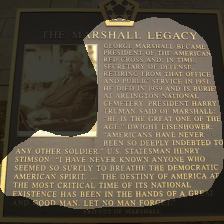 THE MARSHALL LEGACY
GEORGE MARSHALL BECAME
PRESIDENT OF THE AMERICAN
RED CROSS AND, IN TIME,
SECRETARY OF DEFENSE,
RETIRING FROM THAT OFFICE
AND PUBLIC SERVICE IN 1951.
HE DIED IN 1959 AND IS BURIED
AT ARLINGTON NATIONAL
CEMETERY. PRESIDENT HARRY
TRUMAN SAID OF MARSHALL
"HE IS THE GREAT ONE OF THE
AGE." DWIGHT EISENHOWER:
"AMERICANS HAVE NEVER
BEEN SO DEEPLY INDEBTED TO
ANY OTHER SOLDIER." U.S. STATESMEN HENRY
STIMSON: "I HAVE NEVER KNOWN ANYONE WHO
SEEMED SO SURELY TO BREATHE THE DEMOCRATIC
AMERICAN SPIRIT. ... THE DESTINY OF AMERICA AT
THE MOST CRITICAL TIME OF ITS NATIONAL
EXISTENCE HAS BEEN IN THE HANDS OF A GREAT
AND GOOD MAN. LET NO MAN FORGET
FRIENDS OF MARSHALL